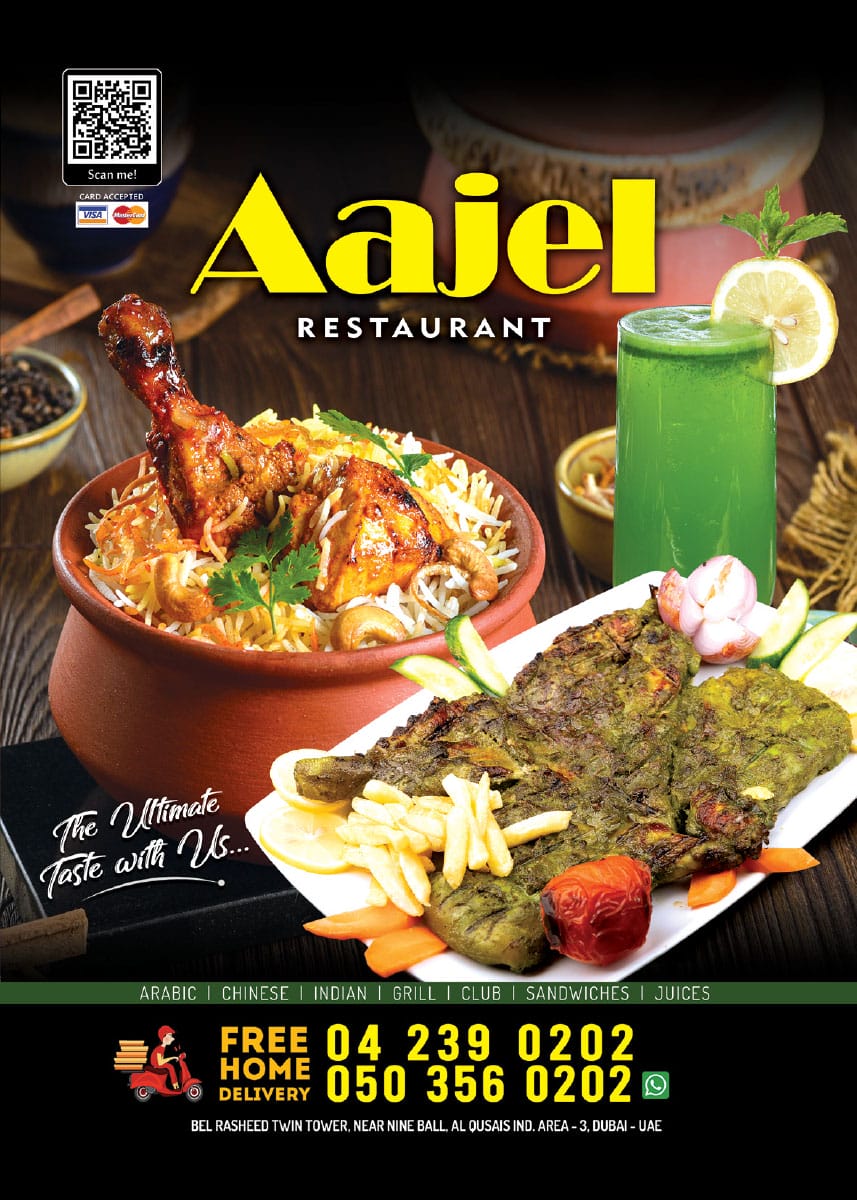 Scan me!
CARD ACCEPTED
VISA MasterCard
Aajel
RESTAURANT
The Ultimate
Taste with Us...
ARABIC | CHINESE | INDIAN | GRILL | CLUB | SANDWICHES | JUICES
FREE
HOME
DELIVERY
04 239 0202
050 356 0202
BEL RASHEED TWIN TOWER, NEAR NINE BALL, AL QUSAIS IND. AREA - 3, DUBAI - UAE